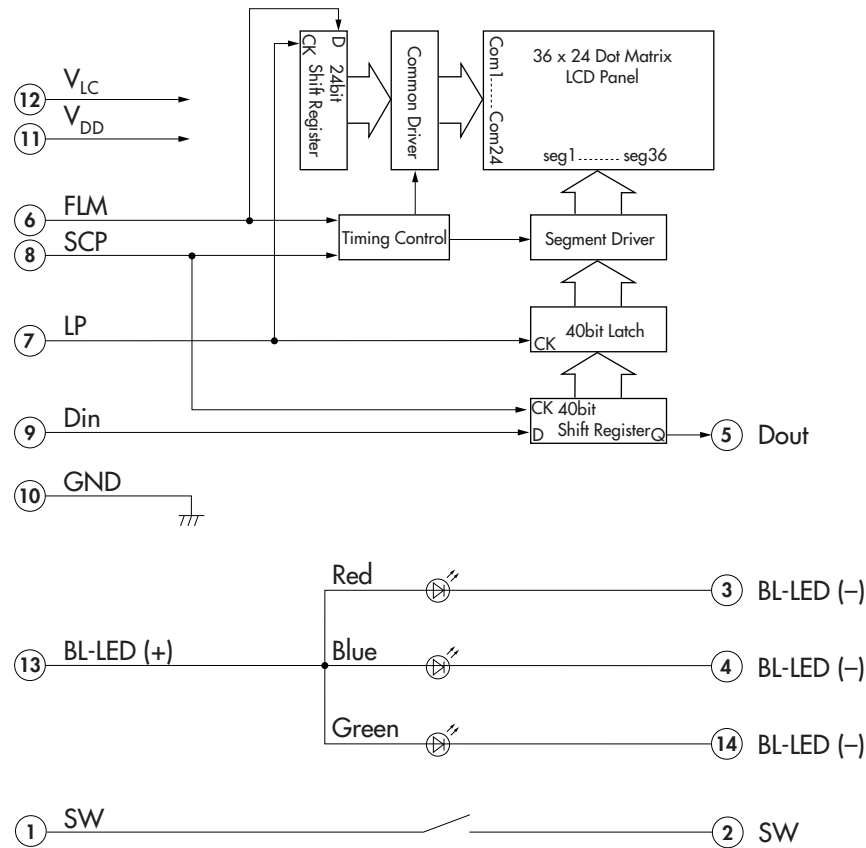 D
CK
24bit
Shift Register
Common Driver
Com1......Com24
36 x 24 Dot Matrix
LCD Panel
seg1........ seg36
12 VLC
11 VDD
6 FLM
8 SCP
Timing Control
Segment Driver
7 LP
CK 40bit Latch
CK 40bit
D Shift Register Q
9 Din
5 Dout
10 GND
Red
3 BL-LED (–)
13 BL-LED (+)
Blue
4 BL-LED (–)
Green
14 BL-LED (–)
1 SW
2 SW